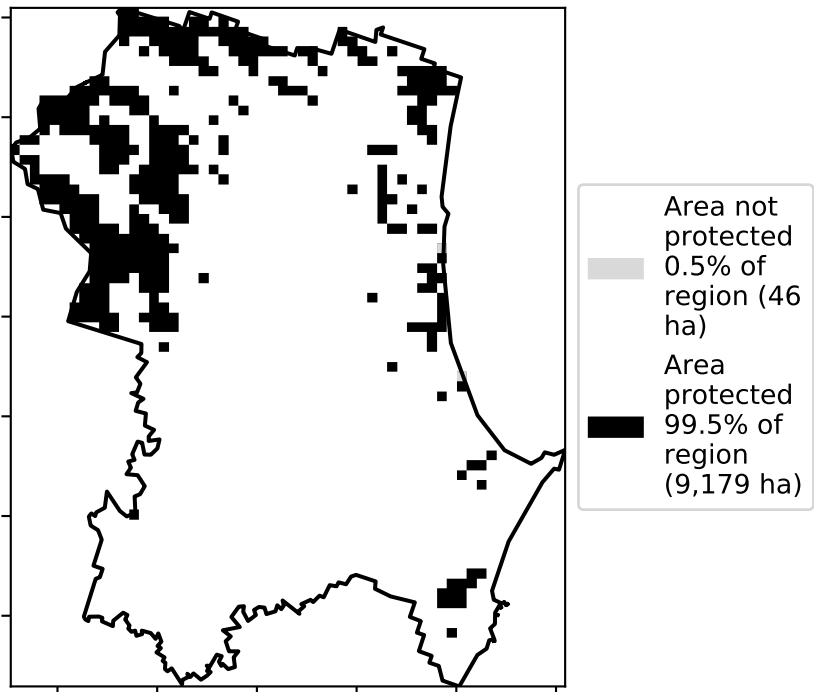 Area not
protected
0.5% of
region (46
ha)
Area
protected
99.5% of
region
(9,179 ha)